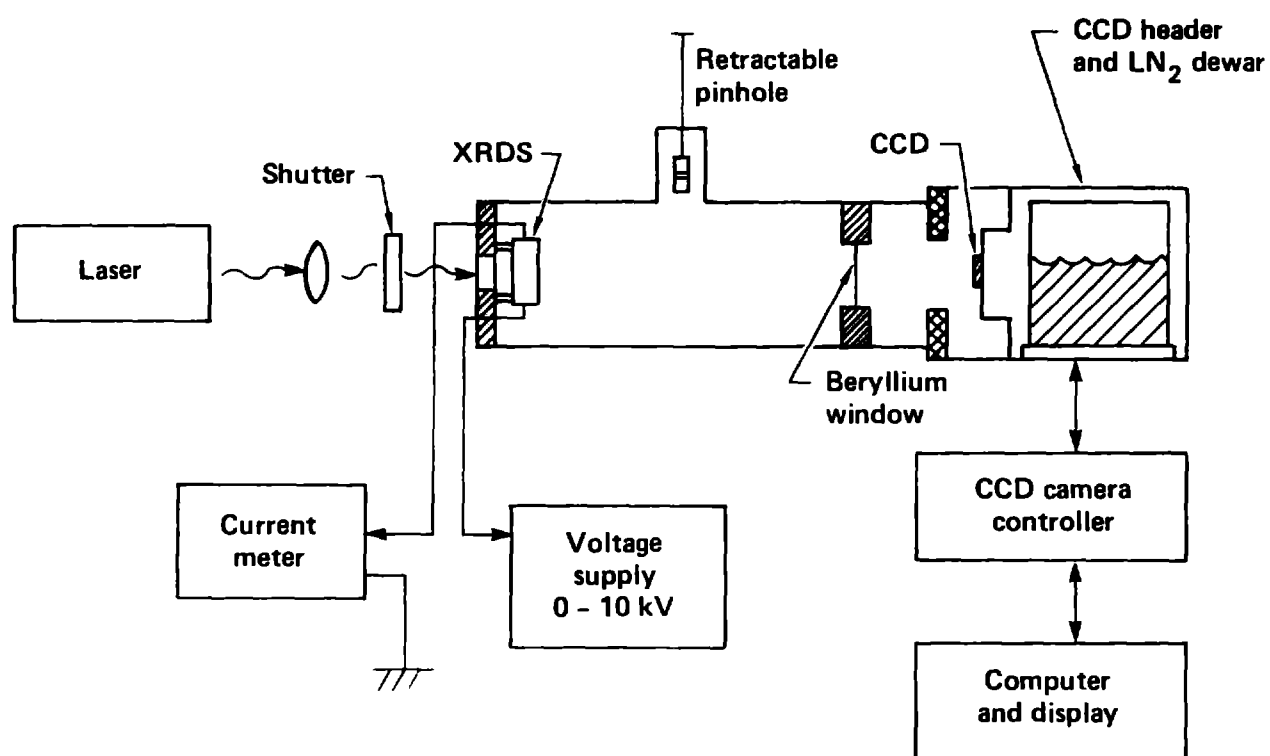 CCD header
and LN2 dewar
Retractable
pinhole
CCD
XRDS
Shutter
Laser
Beryllium
window
Current
meter
Voltage
supply
0 - 10 kV
CCD camera
controller
Computer
and display